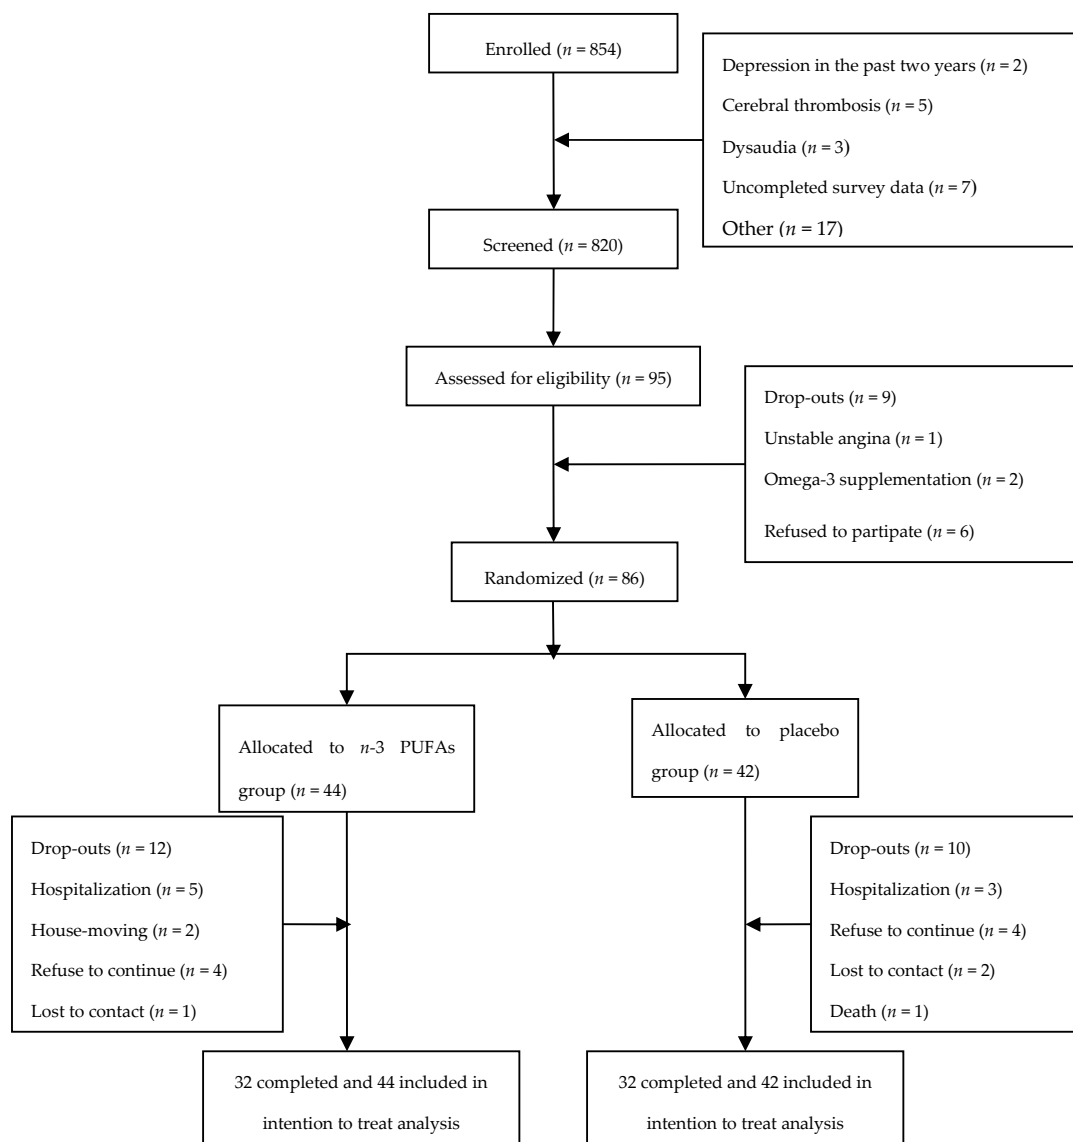 Enrolled (n = 854)
Depression in the past two years (n = 2)
Cerebral thrombosis (n = 5)
Dysaudia (n = 3)
Uncompleted survey data (n = 7)
Other (n = 17)
Screened (n = 820)
Assessed for eligibility (n = 95)
Drop-outs (n = 9)
Unstable angina (n = 1)
Omega-3 supplementation (n = 2)
Refused to partipate (n = 6)
Randomized (n = 86)
Allocated to n-3 PUFAs
group (n = 44)
Allocated to placebo
group (n = 42)
Drop-outs (n = 12)
Hospitalization (n = 5)
House-moving (n = 2)
Refuse to continue (n = 4)
Lost to contact (n = 1)
Drop-outs (n = 10)
Hospitalization (n = 3)
Refuse to continue (n = 4)
Lost to contact (n = 2)
Death (n = 1)
32 completed and 44 included in
intention to treat analysis
32 completed and 42 included in
intention to treat analysis